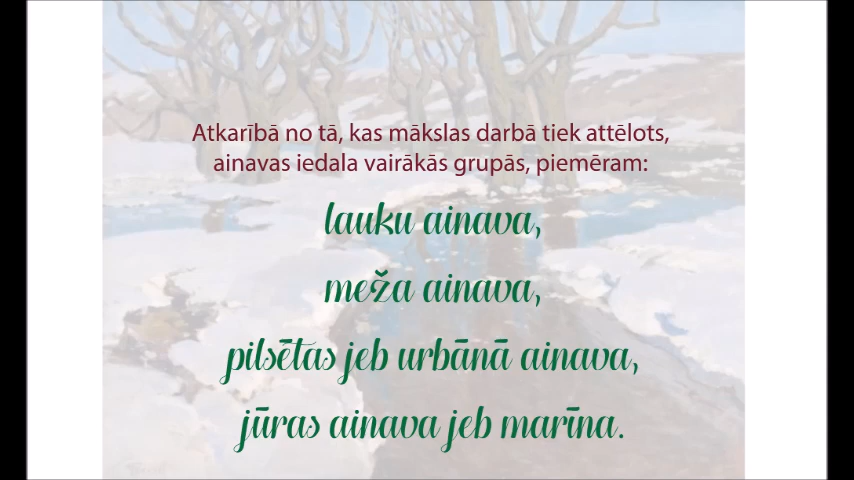 Atkarībā no tā, kas mākslas darbā tiek attēlots,
ainavas iedala vairākās grupās, piemēram:
lauku ainava,
meža ainava,
pilsētas jeb urbānā ainava,
jūras ainava jeb marīna.